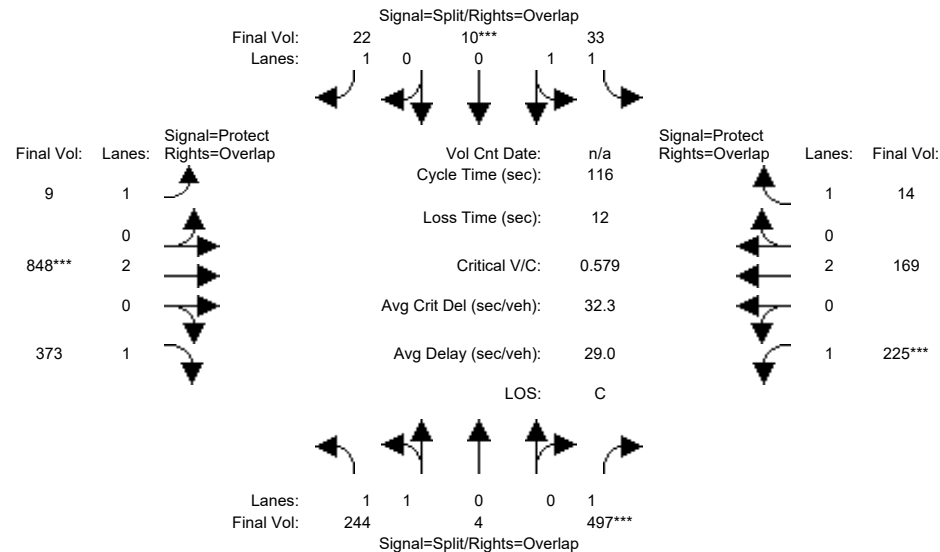 Signal=Split/Rights=Overlap
Final Vol: 22 10*** 33
Lanes: 1 0 0 1 1
Signal=Protect Signal=Protect
Final Vol: Lanes: Rights=Overlap Vol Cnt Date: n/a Rights=Overlap Lanes: Final Vol:
Cycle Time (sec): 116
9 1 1 14
Loss Time (sec): 12
0 0
848*** 2 Critical V/C: 0.579 2 169
0 Avg Crit Del (sec/veh): 32.3 0
373 1 Avg Delay (sec/veh): 29.0 1 225***
LOS: C
Lanes: 1 1 0 0 1
Final Vol: 244 4 497***
Signal=Split/Rights=Overlap